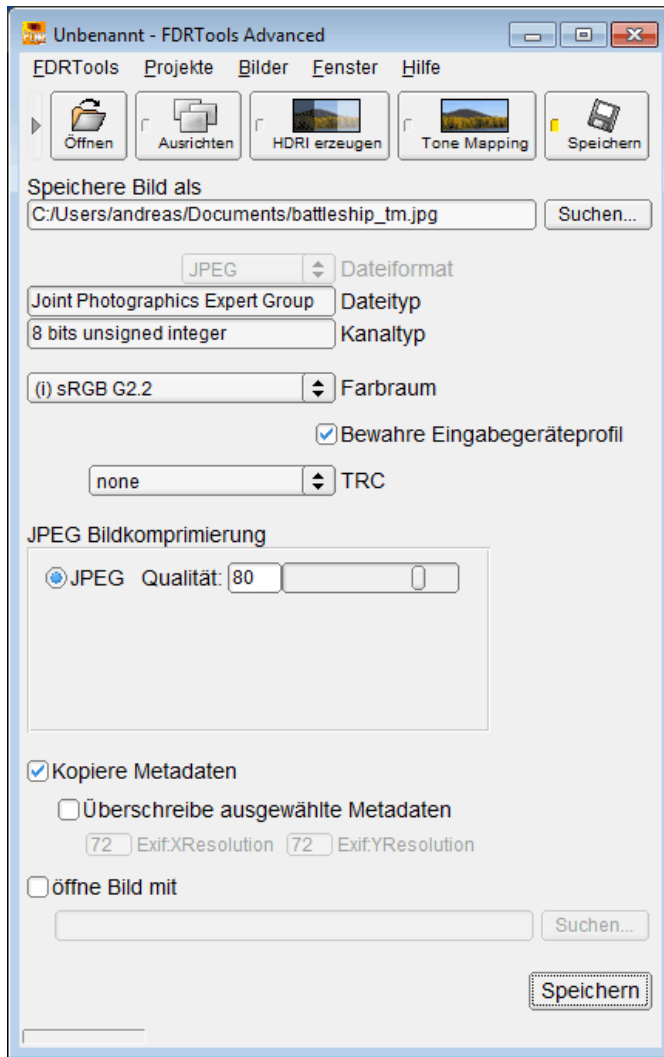 Unbenannt - FDRTools Advanced
FDRTools Projekte Bilder Fenster Hilfe
Öffnen Ausrichten HDRI erzeugen Tone Mapping Speichern
Speichere Bild als
C:/Users/andreas/Documents/battleship_tm.jpg Suchen...
JPEG Dateiformat
Joint Photographics Expert Group Dateityp
8 bits unsigned integer Kanaltyp
(i) sRGB G2.2 Farbraum
Bewahre Eingabegeräteprofil
none TRC
JPEG Bildkomprimierung
JPEG Qualität: 80
Kopiere Metadaten
Überschreibe ausgewählte Metadaten
72 Exif:XResolution 72 Exif:YResolution
öffne Bild mit
Suchen...
Speichern